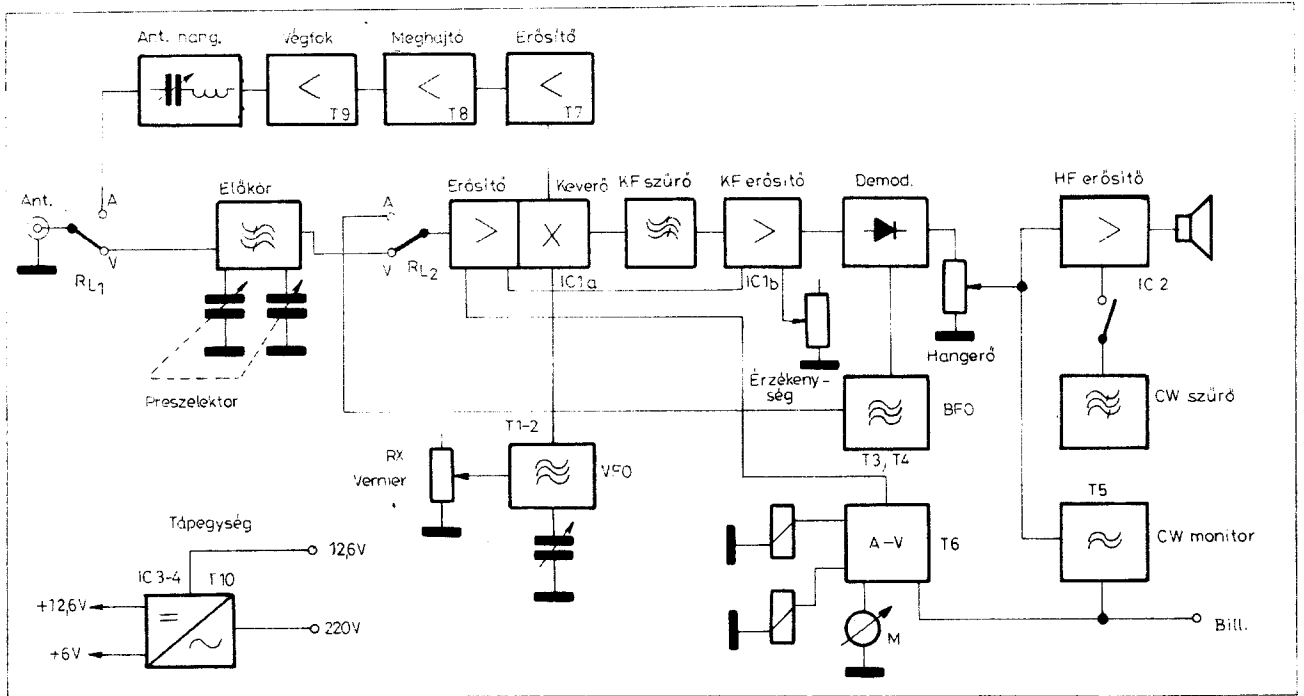 Ant. hang.
Végfok
Meghajtó
Erősítő
T9
T8
T7
Ant.
A
V
RL1
Előkör
Preszelektor
A
V
RL2
Erősítő
Keverő
IC1a
KF szűrő
KF erősítő
IC1b
Demod.
HF erősítő
IC 2
Hangerő
Érzékeny-
ség
BFO
T3, T4
CW szűrő
T1-2
VFO
RX
Vernier
T5
CW monitor
A-V
T6
M
Bill.
Tápegység
12,6V
IC 3-4
T10
+12,6V
=
220V
+6V